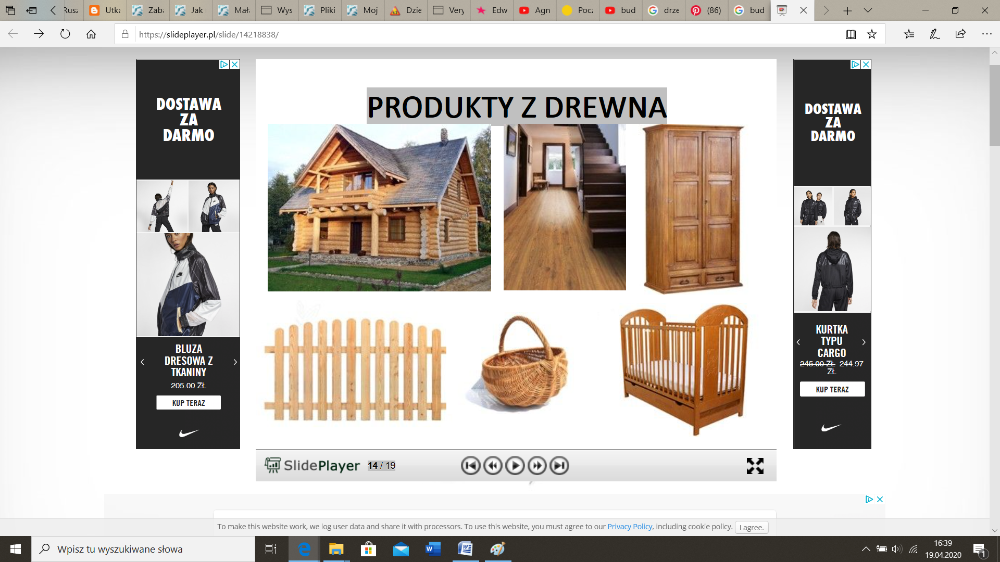 Rusz
Utka
Zaba
Jak r
Mała
Wys
Pliki
Moj
Dzie
Very
Edw
Agn
Pocz
bud
drze
(86)
bud
https://slideplayer.pl/slide/14218838/
DOSTAWA
ZA
DARMO
BLUZA
DRESOWA Z
TKANINY
205.00 ZŁ
KUP TERAZ
PRODUKTY Z DREWNA
SlidePlayer
14 / 19
DOSTAWA
ZA
DARMO
KURTKA
TYPU
CARGO
245.00 ZŁ 244.97
ZŁ
KUP TERAZ
To make this website work, we log user data and share it with processors. To use this website, you must agree to our Privacy Policy, including cookie policy.
I agree.
Wpisz tu wyszukiwane słowa
16:39
19.04.2020
1